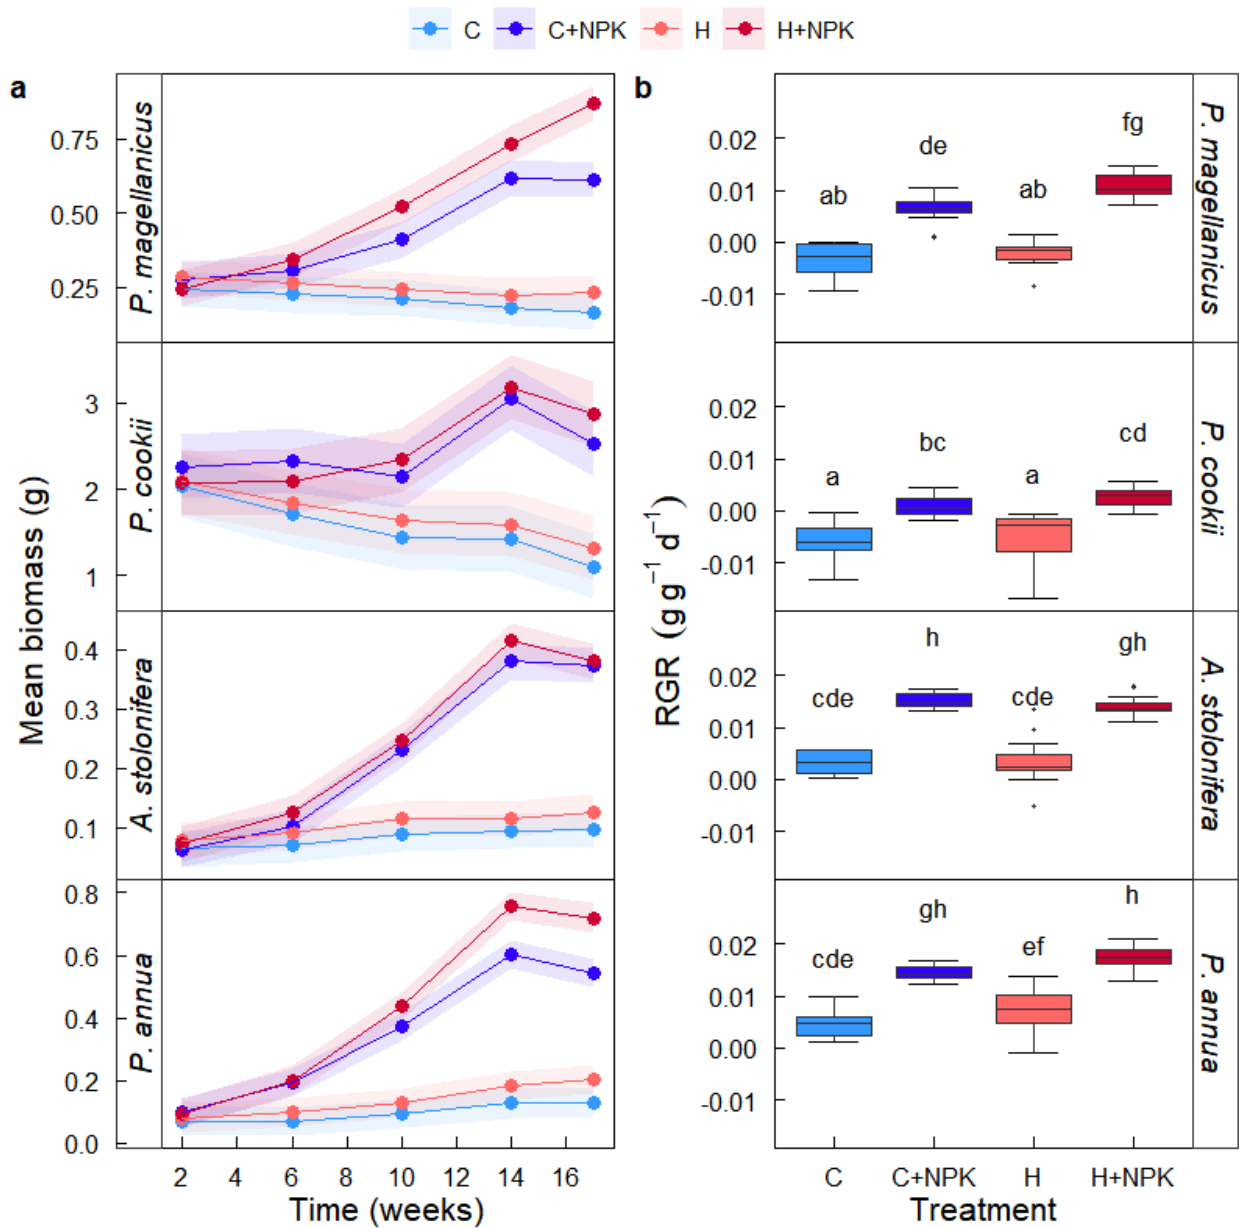 C C+NPK H H+NPK
a
Mean biomass (g)
P. magellanicus
0.75
0.50
0.25
P. cookii
3
2
1
A. stolonifera
0.4
0.3
0.2
0.1
P. annua
0.8
0.6
0.4
0.2
0.0
2 4 6 8 10 12 14 16
Time (weeks)
b
RGR (g g⁻¹ d⁻¹)
0.02
0.01
0.00
-0.01
ab de ab fg
P. magellanicus
0.02
0.01
0.00
-0.01
a bc a cd
P. cookii
0.02
0.01
0.00
-0.01
cde h cde gh
A. stolonifera
0.02
0.01
0.00
-0.01
cde gh ef h
P. annua
C C+NPK H H+NPK
Treatment